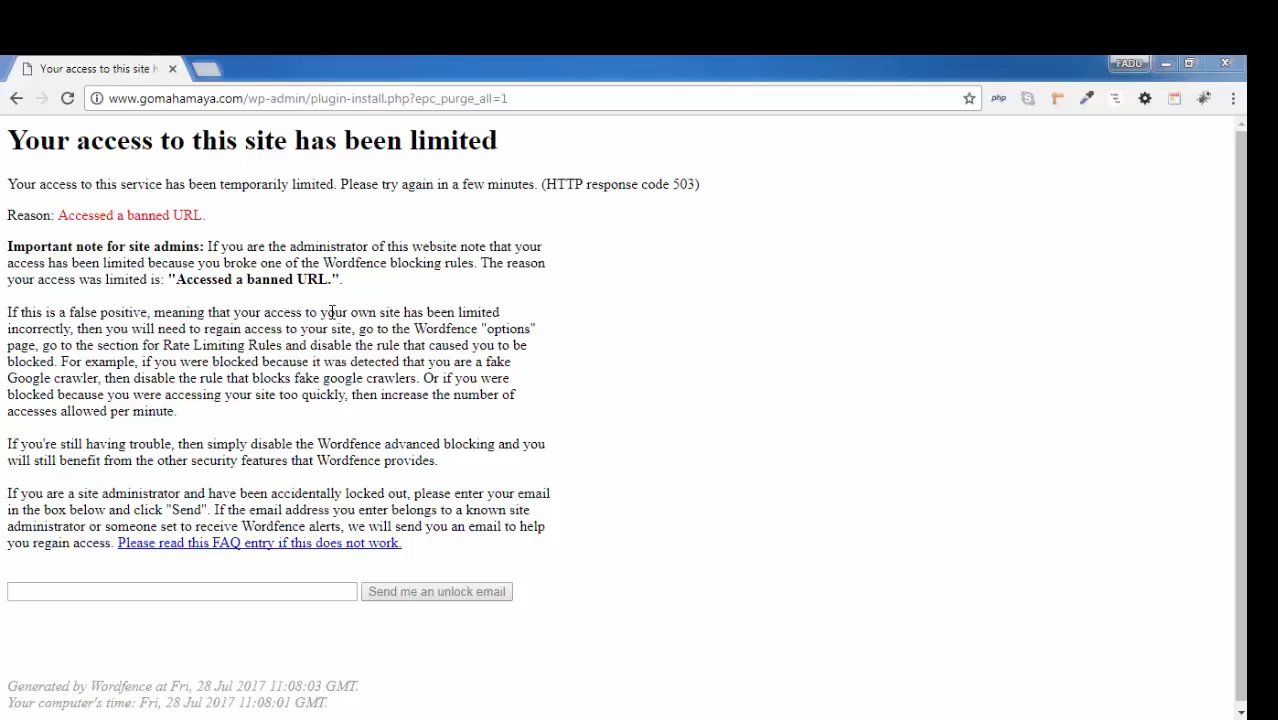 Your access to this site h
FADU
www.gomahamaya.com/wp-admin/plugin-install.php?epc_purge_all=1
php
Your access to this site has been limited
Your access to this service has been temporarily limited. Please try again in a few minutes. (HTTP response code 503)
Reason: Accessed a banned URL.
Important note for site admins: If you are the administrator of this website note that your
access has been limited because you broke one of the Wordfence blocking rules. The reason
your access was limited is: "Accessed a banned URL.".
If this is a false positive, meaning that your access to your own site has been limited
incorrectly, then you will need to regain access to your site, go to the Wordfence "options"
page, go to the section for Rate Limiting Rules and disable the rule that caused you to be
blocked. For example, if you were blocked because it was detected that you are a fake
Google crawler, then disable the rule that blocks fake google crawlers. Or if you were
blocked because you were accessing your site too quickly, then increase the number of
accesses allowed per minute.
If you're still having trouble, then simply disable the Wordfence advanced blocking and you
will still benefit from the other security features that Wordfence provides.
If you are a site administrator and have been accidentally locked out, please enter your email
in the box below and click "Send". If the email address you enter belongs to a known site
administrator or someone set to receive Wordfence alerts, we will send you an email to help
you regain access. Please read this FAQ entry if this does not work.
Send me an unlock email
Generated by Wordfence at Fri, 28 Jul 2017 11:08:03 GMT.
Your computer's time: Fri, 28 Jul 2017 11:08:01 GMT.